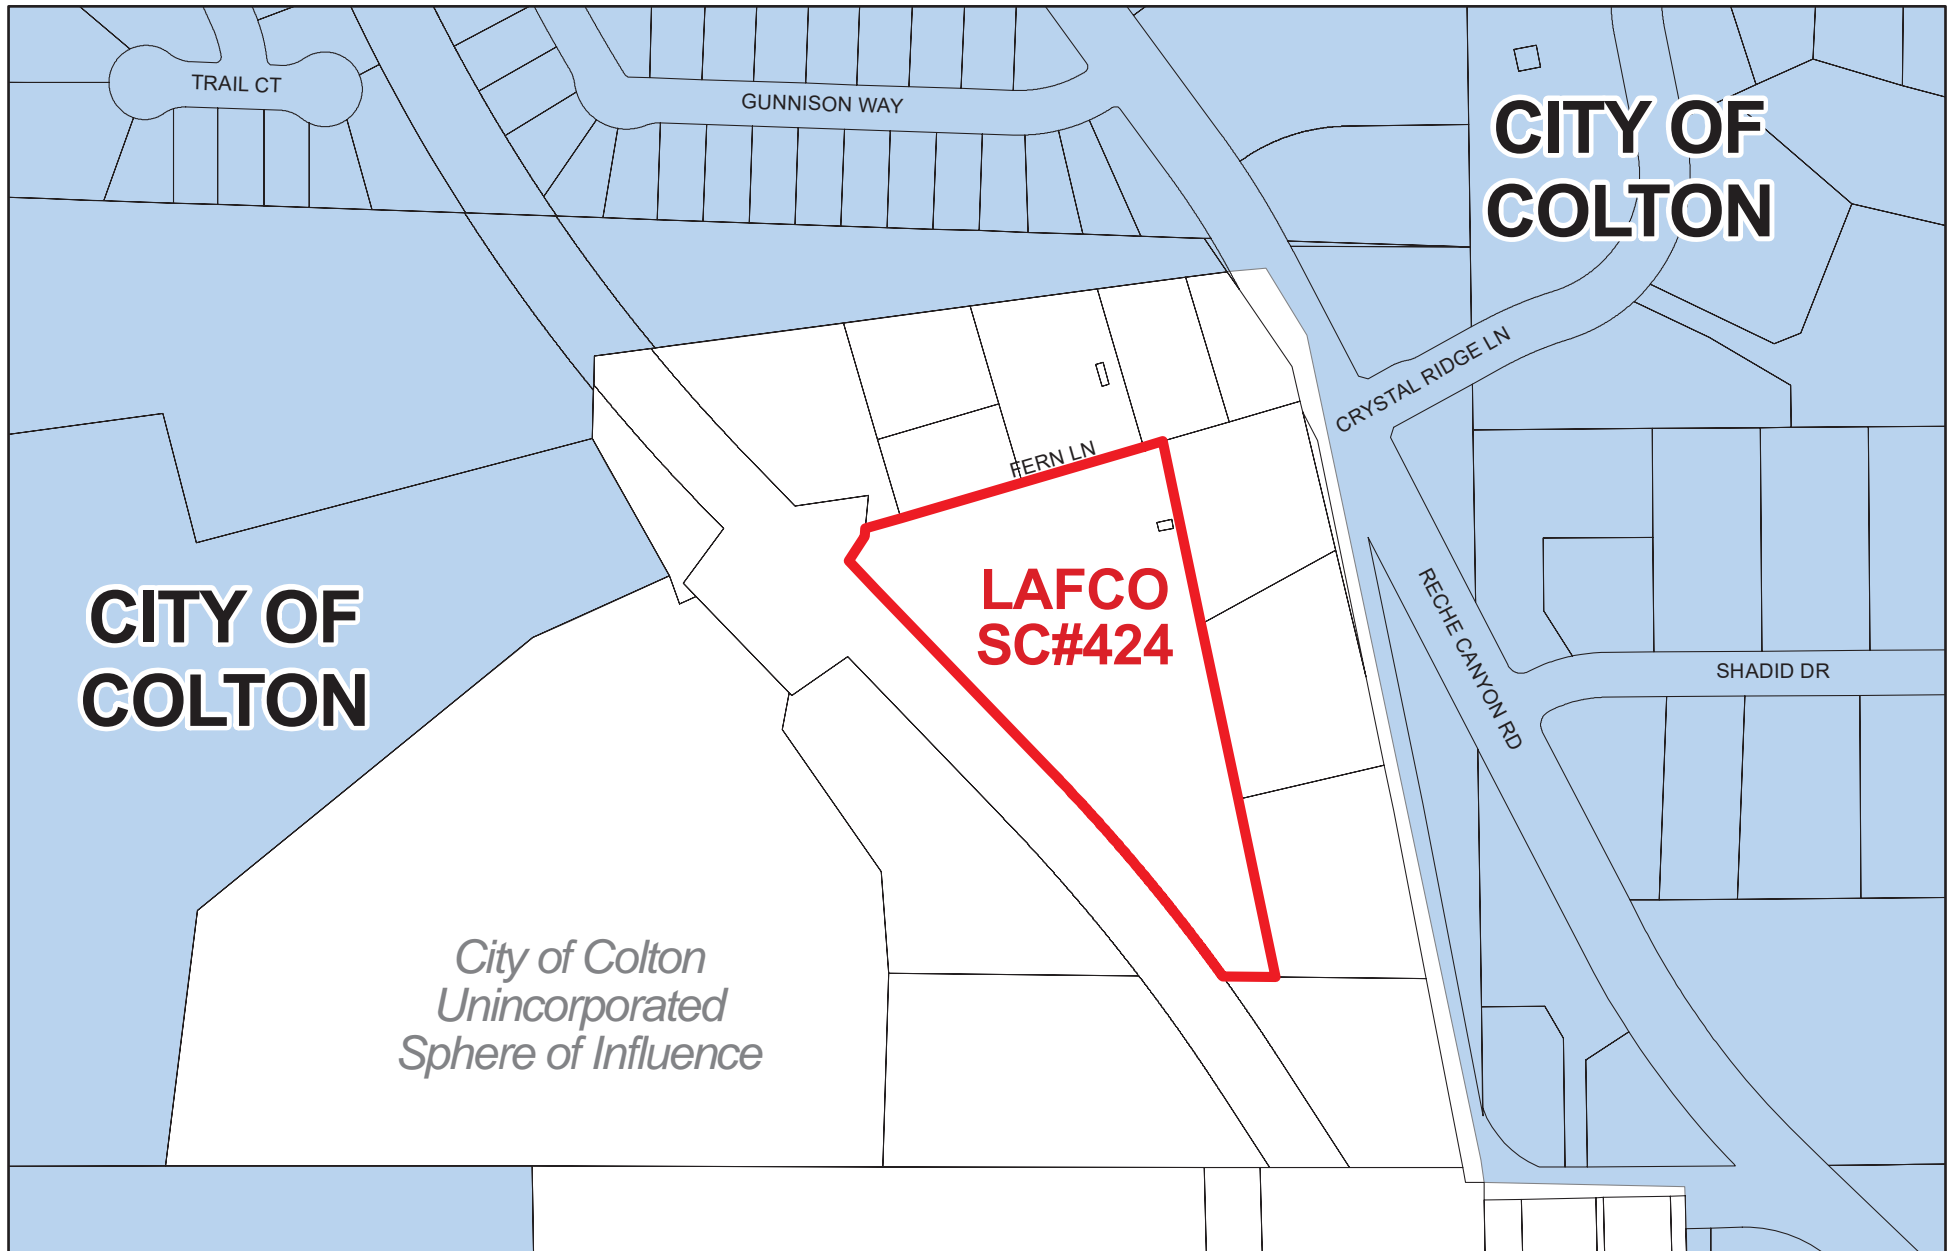 TRAIL CT
GUNNISON WAY
CITY OF
COLTON
CRYSTAL RIDGE LN
FERN LN
LAFCO
SC#424
RECHE CANYON RD
SHADID DR
CITY OF
COLTON
City of Colton
Unincorporated
Sphere of Influence